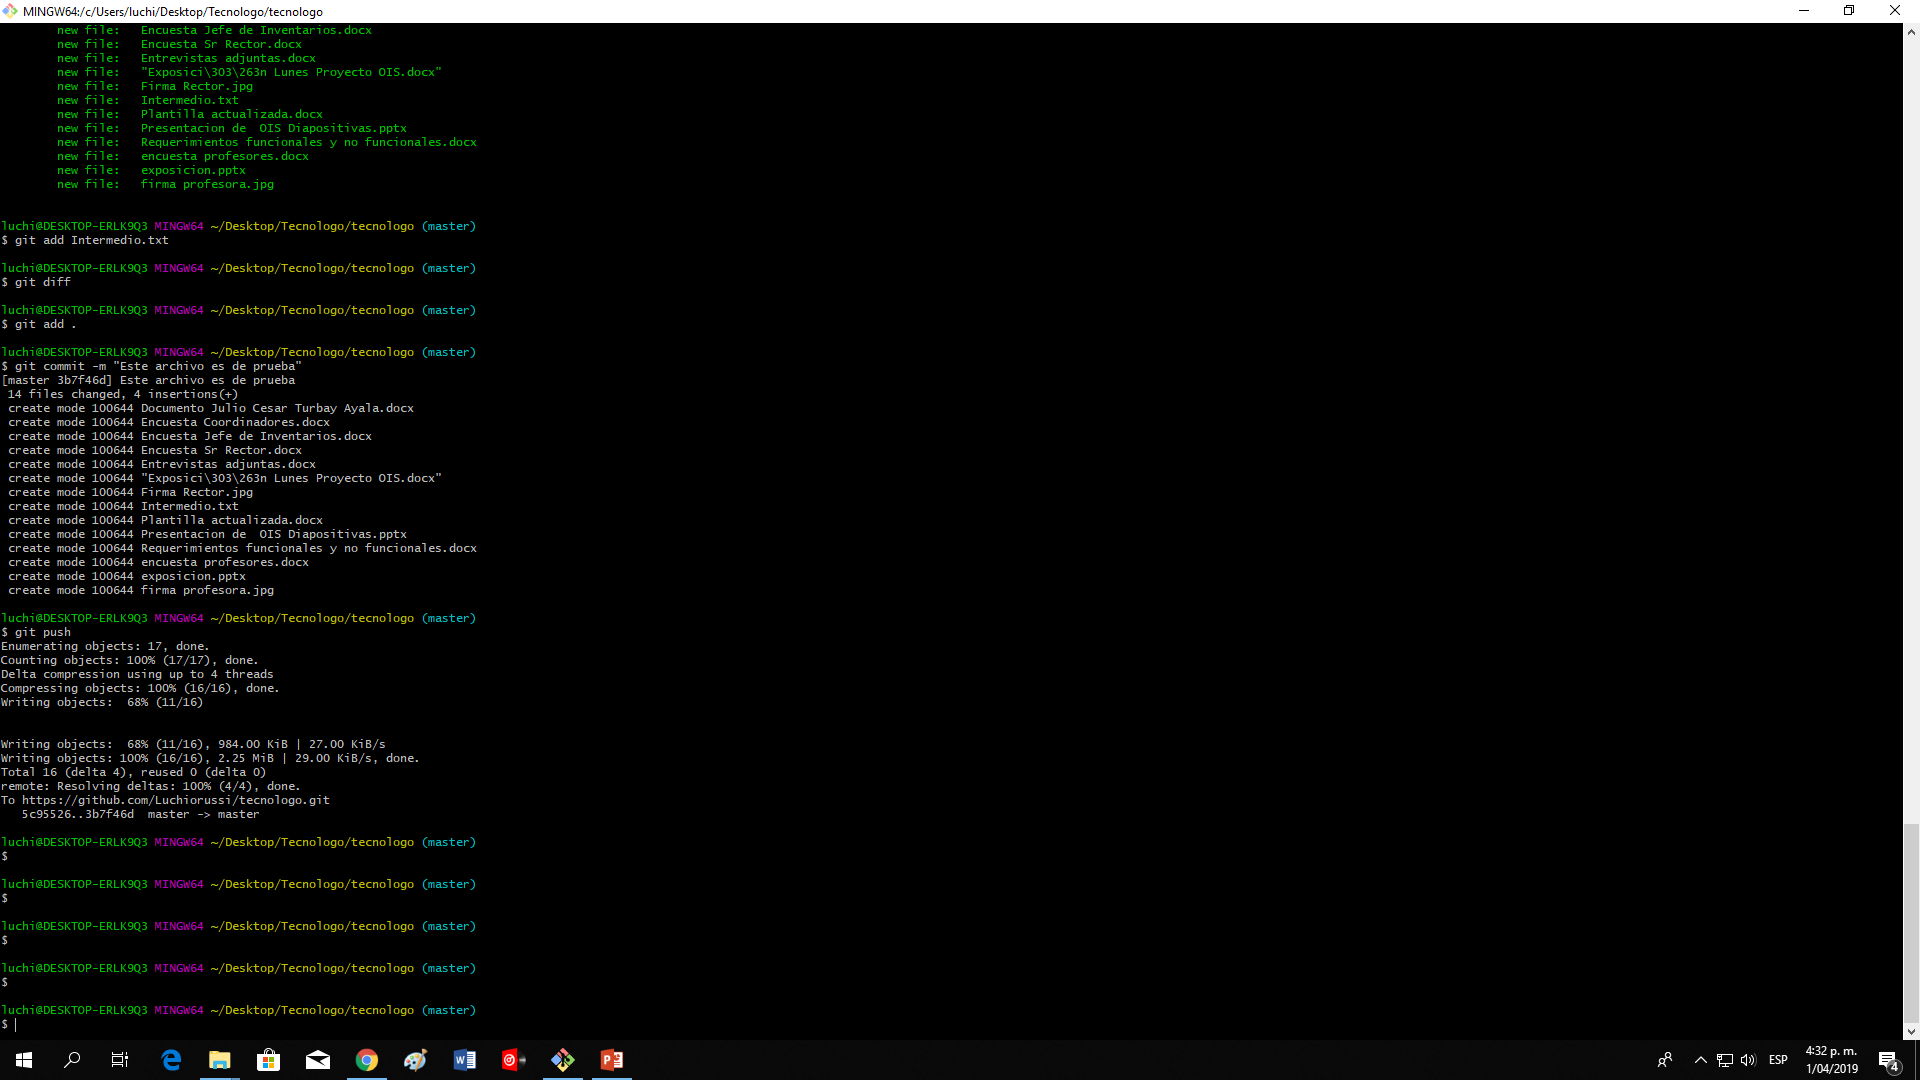 MINGW64:/c/Users/luchi/Desktop/Tecnologo/tecnologo
new file:   Encuesta Jefe de Inventarios.docx
new file:   Encuesta Sr Rector.docx
new file:   Entrevistas adjuntas.docx
new file:   "Exposici\303\263n Lunes Proyecto OIS.docx"
new file:   Firma Rector.jpg
new file:   Intermedio.txt
new file:   Plantilla actualizada.docx
new file:   Presentacion de  OIS Diapositivas.pptx
new file:   Requerimientos funcionales y no funcionales.docx
new file:   encuesta profesores.docx
new file:   exposicion.pptx
new file:   firma profesora.jpg
luchi@DESKTOP-ERLK9Q3 MINGW64 ~/Desktop/Tecnologo/tecnologo (master)
$ git add Intermedio.txt
luchi@DESKTOP-ERLK9Q3 MINGW64 ~/Desktop/Tecnologo/tecnologo (master)
$ git diff
luchi@DESKTOP-ERLK9Q3 MINGW64 ~/Desktop/Tecnologo/tecnologo (master)
$ git add .
luchi@DESKTOP-ERLK9Q3 MINGW64 ~/Desktop/Tecnologo/tecnologo (master)
$ git commit -m "Este archivo es de prueba"
[master 3b7f46d] Este archivo es de prueba
14 files changed, 4 insertions(+)
create mode 100644 Documento Julio Cesar Turbay Ayala.docx
create mode 100644 Encuesta Coordinadores.docx
create mode 100644 Encuesta Jefe de Inventarios.docx
create mode 100644 Encuesta Sr Rector.docx
create mode 100644 Entrevistas adjuntas.docx
create mode 100644 "Exposici\303\263n Lunes Proyecto OIS.docx"
create mode 100644 Firma Rector.jpg
create mode 100644 Intermedio.txt
create mode 100644 Plantilla actualizada.docx
create mode 100644 Presentacion de  OIS Diapositivas.pptx
create mode 100644 Requerimientos funcionales y no funcionales.docx
create mode 100644 encuesta profesores.docx
create mode 100644 exposicion.pptx
create mode 100644 firma profesora.jpg
luchi@DESKTOP-ERLK9Q3 MINGW64 ~/Desktop/Tecnologo/tecnologo (master)
$ git push
Enumerating objects: 17, done.
Counting objects: 100% (17/17), done.
Delta compression using up to 4 threads
Compressing objects: 100% (16/16), done.
Writing objects:  68% (11/16)
Writing objects:  68% (11/16), 984.00 KiB | 27.00 KiB/s
Writing objects: 100% (16/16), 2.25 MiB | 29.00 KiB/s, done.
Total 16 (delta 4), reused 0 (delta 0)
remote: Resolving deltas: 100% (4/4), done.
To https://github.com/Luchiorussi/tecnologo.git
5c95526..3b7f46d  master -> master
luchi@DESKTOP-ERLK9Q3 MINGW64 ~/Desktop/Tecnologo/tecnologo (master)
$
luchi@DESKTOP-ERLK9Q3 MINGW64 ~/Desktop/Tecnologo/tecnologo (master)
$
luchi@DESKTOP-ERLK9Q3 MINGW64 ~/Desktop/Tecnologo/tecnologo (master)
$
luchi@DESKTOP-ERLK9Q3 MINGW64 ~/Desktop/Tecnologo/tecnologo (master)
$
luchi@DESKTOP-ERLK9Q3 MINGW64 ~/Desktop/Tecnologo/tecnologo (master)
$
ESP
4:32 p. m.
1/04/2019
4